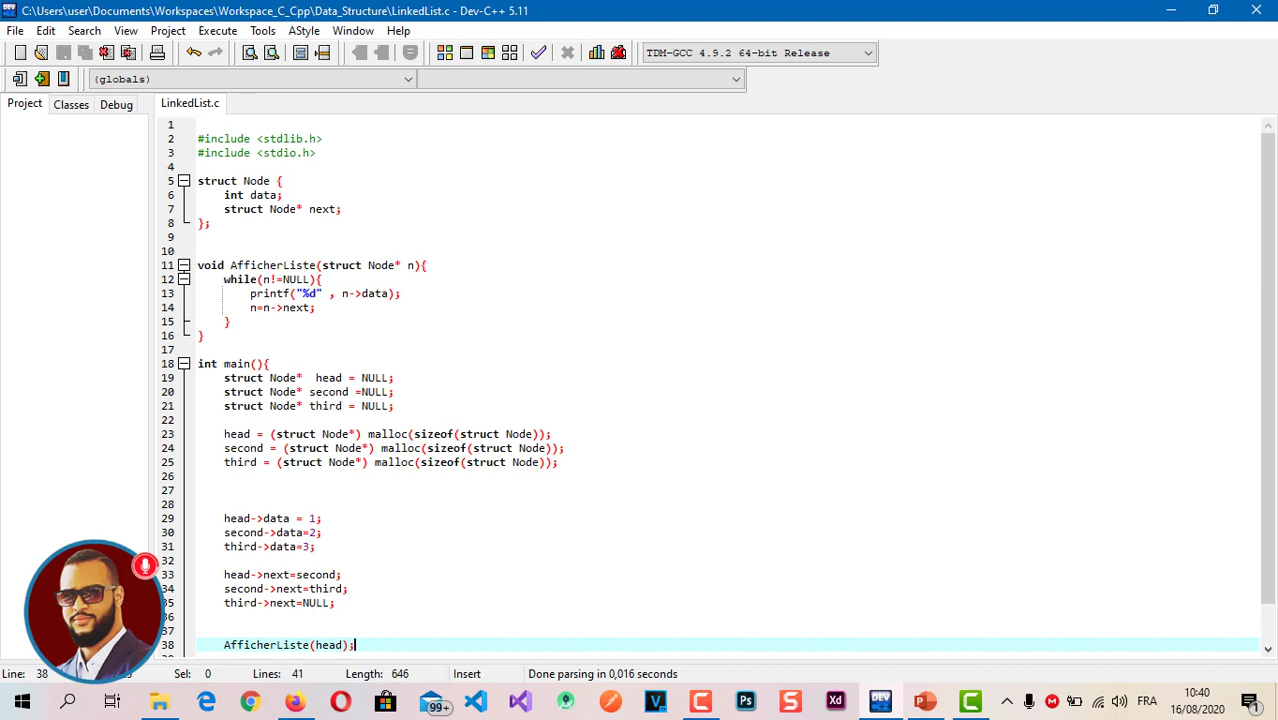 C:\Users\user\Documents\Workspaces\Workspace_C_Cpp\Data_Structure\LinkedList.c - Dev-C++ 5.11
File Edit Search View Project Execute Tools AStyle Window Help
TDM-GCC 4.9.2 64-bit Release
(globals)
Project Classes Debug LinkedList.c
1
2 #include <stdlib.h>
3 #include <stdio.h>
4
5 struct Node {
6 int data;
7 struct Node* next;
8 };
9
10
11 void AfficherListe(struct Node* n){
12 while(n!=NULL){
13 printf("%d" , n->data);
14 n=n->next;
15 }
16 }
17
18 int main(){
19 struct Node*  head = NULL;
20 struct Node* second =NULL;
21 struct Node* third = NULL;
22
23 head = (struct Node*) malloc(sizeof(struct Node));
24 second = (struct Node*) malloc(sizeof(struct Node));
25 third = (struct Node*) malloc(sizeof(struct Node));
26
27
28
29 head->data = 1;
30 second->data=2;
31 third->data=3;
32
33 head->next=second;
34 second->next=third;
35 third->next=NULL;
36
37
38 AfficherListe(head);
Line: 38 Sel: 0 Lines: 41 Length: 646 Insert Done parsing in 0,016 seconds
99+ V Ps S Xd DEV FRA 10:40
16/08/2020